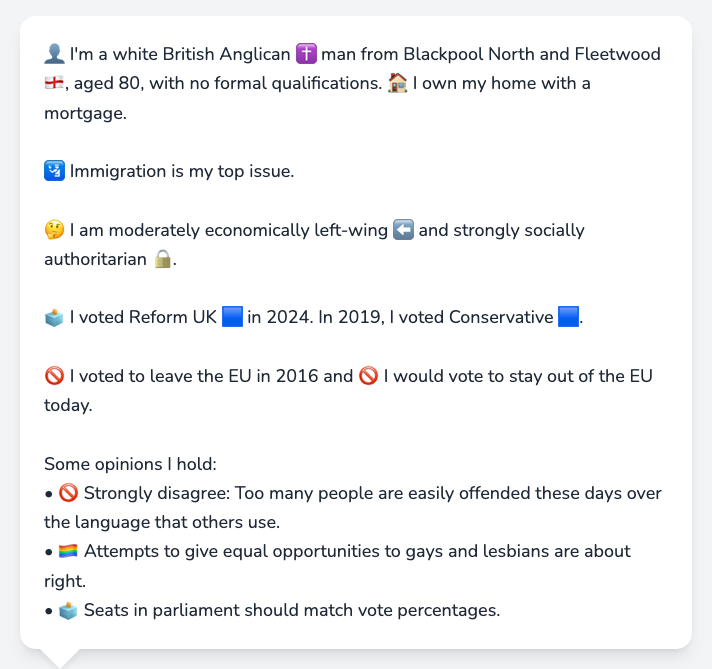 👤 I'm a white British Anglican ✝️ man from Blackpool North and Fleetwood
🏴󠁧󠁢󠁥󠁮󠁧󠁿, aged 80, with no formal qualifications. 🏠 I own my home with a
mortgage.
🛂 Immigration is my top issue.
🤔 I am moderately economically left-wing ⬅️ and strongly socially
authoritarian 🔒.
🗳️ I voted Reform UK 🟦 in 2024. In 2019, I voted Conservative 🟦.
🚫 I voted to leave the EU in 2016 and 🚫 I would vote to stay out of the EU
today.
Some opinions I hold:
• 🚫 Strongly disagree: Too many people are easily offended these days over
the language that others use.
• 🏳️‍🌈 Attempts to give equal opportunities to gays and lesbians are about
right.
• 🗳️ Seats in parliament should match vote percentages.